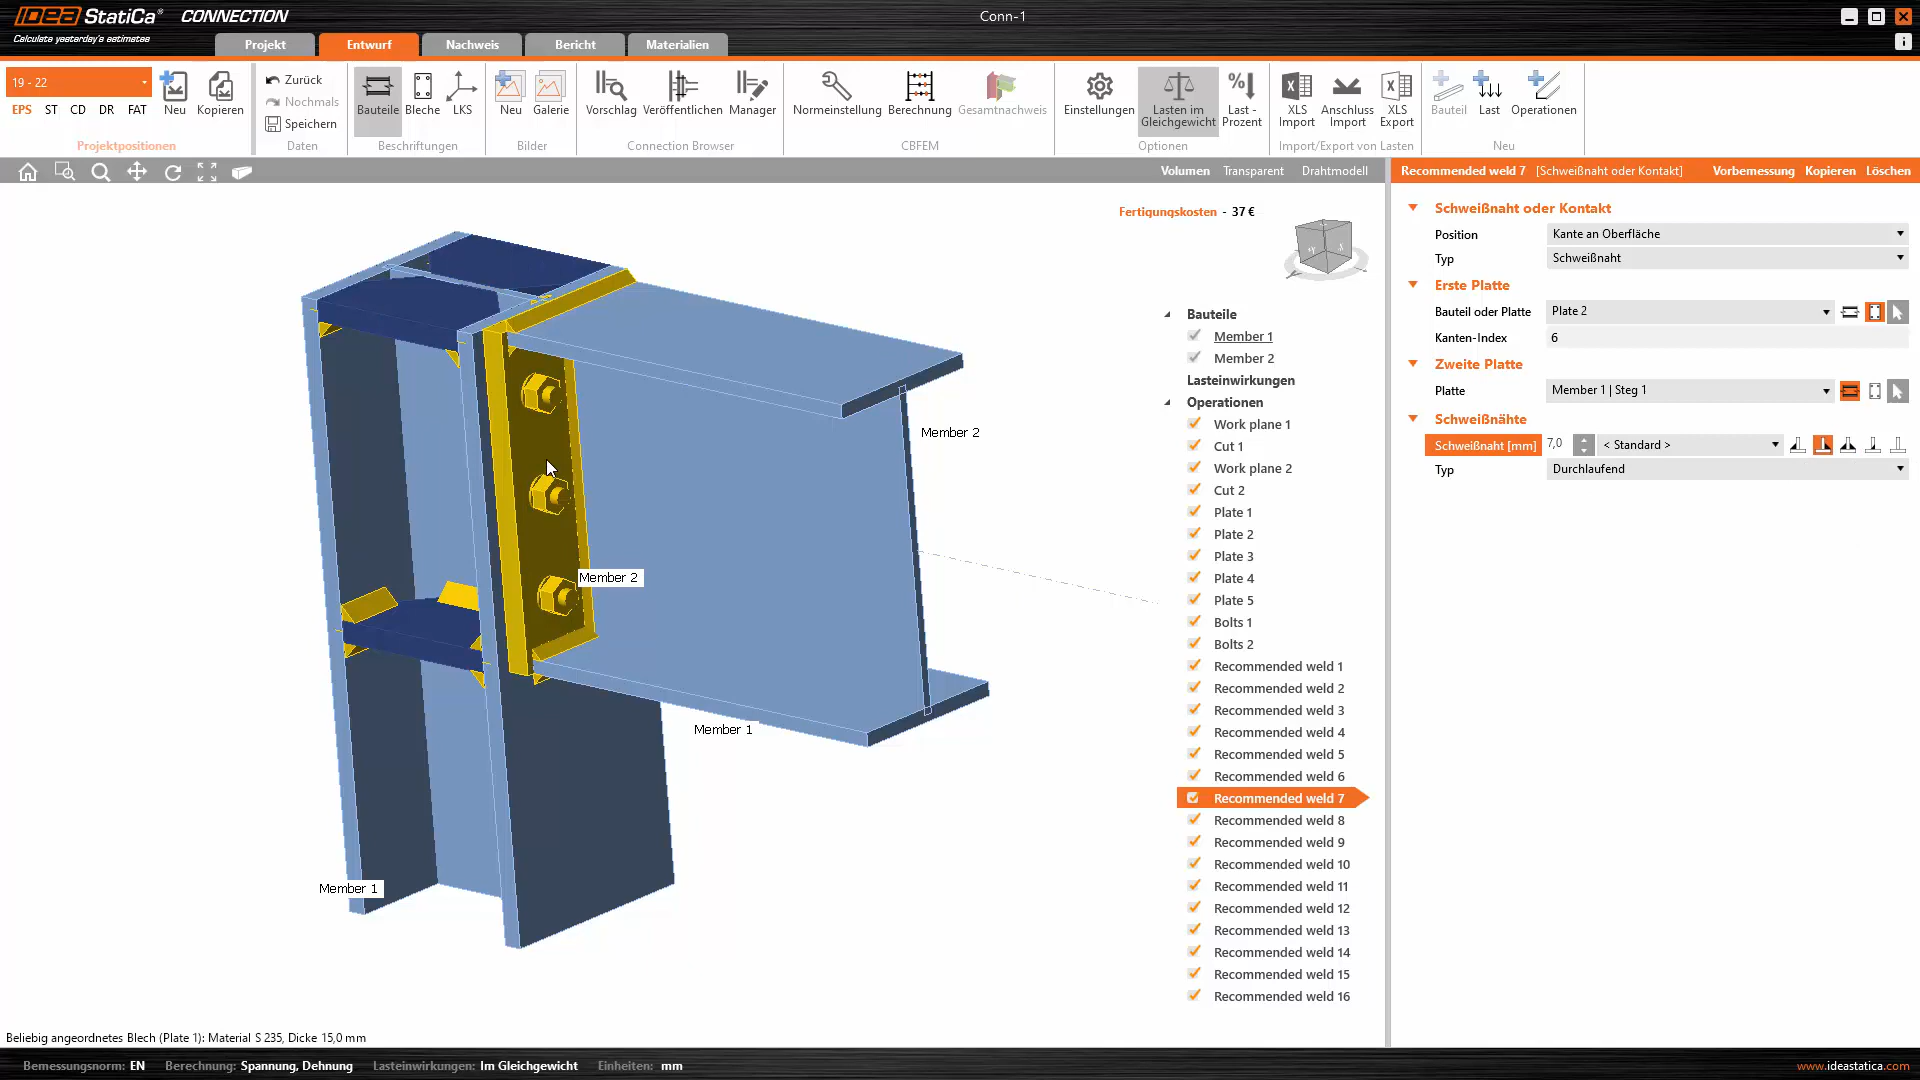 IDEA StatiCa® CONNECTION
Calculate yesterday's estimates
Conn-1
Projekt
Entwurf
Nachweis
Bericht
Materialien
19 - 22
EPS ST CD DR FAT
Neu
Kopieren
Zurück
Nochmals
Speichern
Bauteile
Bleche
LKS
Neu
Galerie
Vorschlag
Veröffentlichen
Manager
Normeinstellung
Berechnung
Gesamtnachweis
Einstellungen
Lasten im
Gleichgewicht
Last -
Prozent
XLS
Import
Anschluss
Import
XLS
Export
Bauteil
Last
Operationen
Projektpositionen
Daten
Beschriftungen
Bilder
Connection Browser
CBFEM
Optionen
Import/Export von Lasten
Neu
Volumen Transparent Drahtmodell
Fertigungskosten - 37 €
Member 2
Member 2
Member 1
Member 1
Bauteile
Member 1
Member 2
Lasteinwirkungen
Operationen
Work plane 1
Cut 1
Work plane 2
Cut 2
Plate 1
Plate 2
Plate 3
Plate 4
Plate 5
Bolts 1
Bolts 2
Recommended weld 1
Recommended weld 2
Recommended weld 3
Recommended weld 4
Recommended weld 5
Recommended weld 6
Recommended weld 7
Recommended weld 8
Recommended weld 9
Recommended weld 10
Recommended weld 11
Recommended weld 12
Recommended weld 13
Recommended weld 14
Recommended weld 15
Recommended weld 16
Recommended weld 7 [Schweißnaht oder Kontakt] Vorbemessung Kopieren Löschen
Schweißnaht oder Kontakt
Position Kante an Oberfläche
Typ Schweißnaht
Erste Platte
Bauteil oder Platte Plate 2
Kanten-Index 6
Zweite Platte
Platte Member 1 | Steg 1
Schweißnähte
Schweißnaht [mm] 7,0 < Standard >
Typ Durchlaufend
Beliebig angeordnetes Blech (Plate 1): Material S 235, Dicke 15,0 mm
Bemessungsnorm: EN Berechnung: Spannung, Dehnung Lasteinwirkungen: Im Gleichgewicht Einheiten: mm
www.ideastatica.com